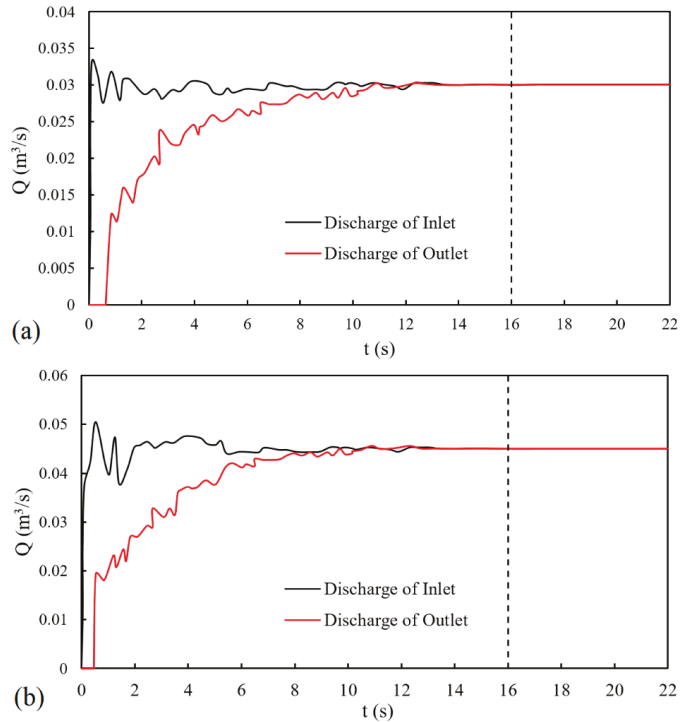 0.04
0.035
0.03
0.025
0.02
0.015
0.01
0.005
0
Q (m³/s)
Discharge of Inlet
Discharge of Outlet
0 2 4 6 8 10 12 14 16 18 20 22
t (s)
(a)
0.06
0.05
0.04
0.03
0.02
0.01
0
Q (m³/s)
Discharge of Inlet
Discharge of Outlet
0 2 4 6 8 10 12 14 16 18 20 22
t (s)
(b)